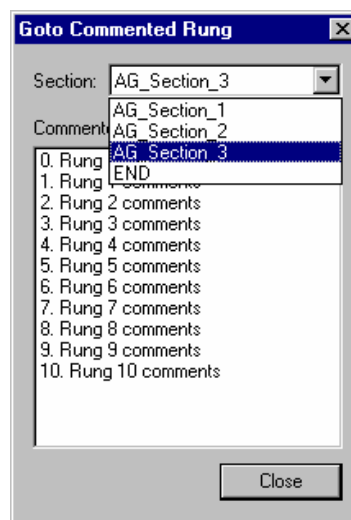 Goto Commented Rung
Section: AG_Section_3
AG_Section_1
AG_Section_2
AG_Section_3
END
0. Rung
1. Rung
2. Rung 2 comments
3. Rung 3 comments
4. Rung 4 comments
5. Rung 5 comments
6. Rung 6 comments
7. Rung 7 comments
8. Rung 8 comments
9. Rung 9 comments
10. Rung 10 comments
Close